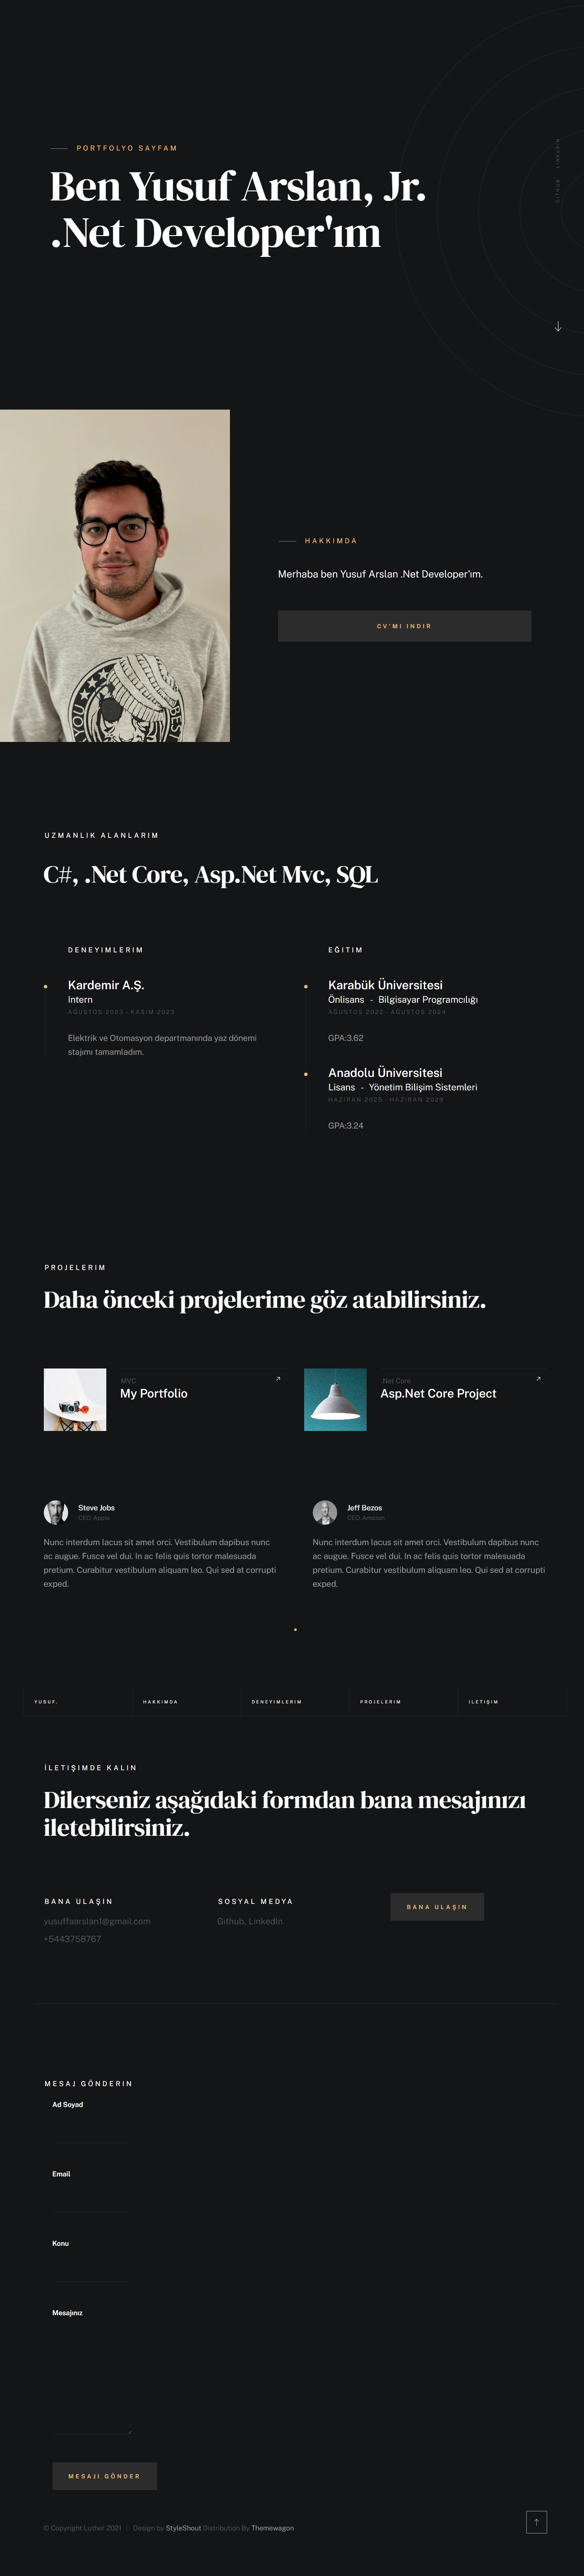 PORTFOLYO SAYFAM
Ben Yusuf Arslan, Jr.
.Net Developer'ım
LINKEDIN
GITHUB
HAKKIMDA
Merhaba ben Yusuf Arslan .Net Developer'ım.
CV'MI INDIR
YOU
BEST
UZMANLIK ALANLARIM
C#, .Net Core, Asp.Net Mvc, SQL
DENEYIMLERIM
Kardemir A.Ş.
Intern
AĞUSTOS 2023 - KASIM 2023
Elektrik ve Otomasyon departmanında yaz dönemi
stajımı tamamladım.
EĞITIM
Karabük Üniversitesi
Önlisans - Bilgisayar Programcılığı
AĞUSTOS 2022 - AĞUSTOS 2024
GPA:3.62
Anadolu Üniversitesi
Lisans - Yönetim Bilişim Sistemleri
HAZIRAN 2025 - HAZIRAN 2029
GPA:3.24
PROJELERIM
Daha önceki projelerime göz atabilirsiniz.
MVC
My Portfolio
.Net Core
Asp.Net Core Project
Steve Jobs
CEO, Apple
Nunc interdum lacus sit amet orci. Vestibulum dapibus nunc
ac augue. Fusce vel dui. In ac felis quis tortor malesuada
pretium. Curabitur vestibulum aliquam leo. Qui sed at corrupti
exped.
Jeff Bezos
CEO, Amazon
Nunc interdum lacus sit amet orci. Vestibulum dapibus nunc
ac augue. Fusce vel dui. In ac felis quis tortor malesuada
pretium. Curabitur vestibulum aliquam leo. Qui sed at corrupti
exped.
YUSUF.
HAKKIMDA
DENEYIMLERIM
PROJELERIM
ILETIŞIM
İLETIŞIMDE KALIN
Dilerseniz aşağıdaki formdan bana mesajınızı
iletebilirsiniz.
BANA ULAŞIN
yusuffaarslan1@gmail.com
+5443758767
SOSYAL MEDYA
Github, LinkedIn
BANA ULAŞIN
MESAJ GÖNDERIN
Ad Soyad
Email
Konu
Mesajınız
MESAJI GÖNDER
© Copyright Luther 2021 | Design by StyleShout Distribution By Themewagon